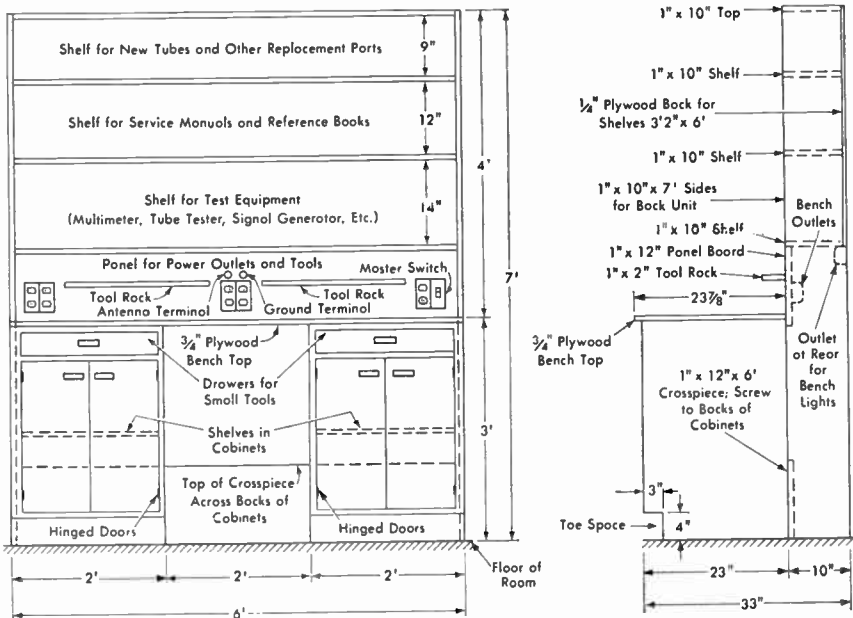 Shelf for New Tubes and Other Replacement Ports
9"
Shelf for Service Monuols ond Reference Books
12"
Shelf for Test Equipment
(Multimeter, Tube Tester, Signol Generator, Etc.)
14"
4'
7'
Ponel for Power Outlets ond Tools
Moster Switch
Tool Rock
Antenno Terminol
Ground Terminol
Tool Rock
3/4" Plywood
Bench Top
Drowers for
Smoll Tools
Shelves in
Cobinets
3'
Top of Crosspiece
Across Bocks of
Cobinets
Hinged Doors
Hinged Doors
Floor of
Room
2'
2'
2'
6'
1" x 10" Top
1" x 10" Shelf
1/4" Plywood Bock for
Shelves 3'2" x 6'
1" x 10" Shelf
1" x 10" x 7' Sides
for Bock Unit
Bench
Outlets
1" x 10" Shelf
1" x 12" Ponel Boord
1" x 2" Tool Rock
23 7/8"
3/4" Plywood
Bench Top
Outlet
ot Reor
for
Bench
Lights
1" x 12" x 6'
Crosspiece; Screw
to Bocks of
Cobinets
3"
Toe Spoce
4"
23"
10"
33"